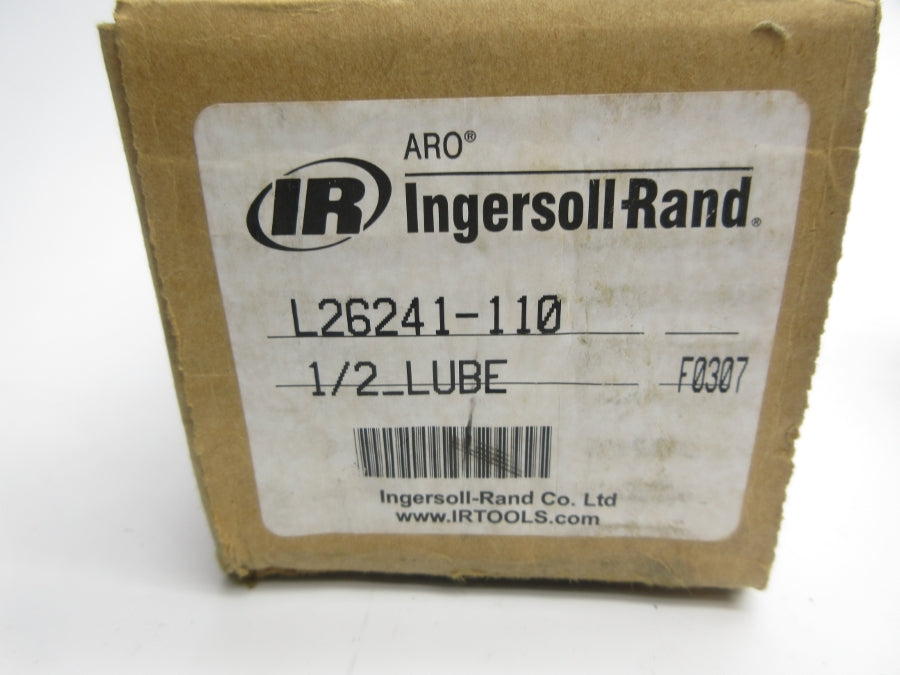 ARO®
IR Ingersoll-Rand®
L26241-110
1/2_LUBE F0307
Ingersoll-Rand Co. Ltd
www.IRTOOLS.com